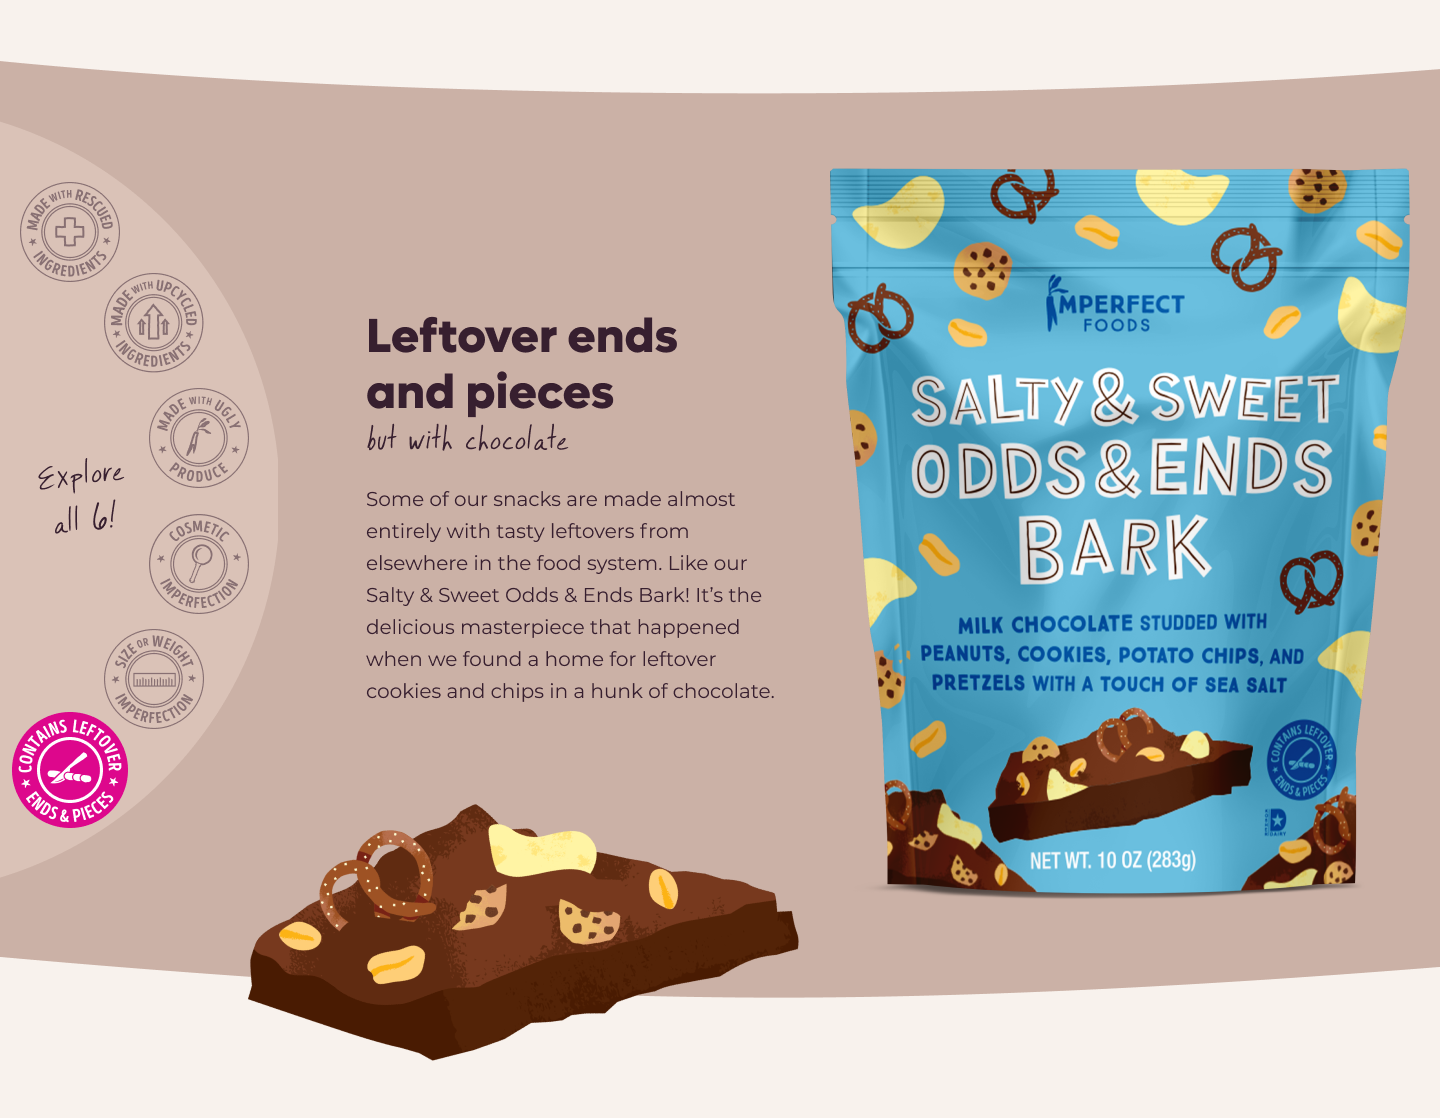 MADE WITH RESCUED
INGREDIENTS
MADE WITH UPCYCLED
INGREDIENTS
MADE WITH UGLY
PRODUCE
Explore
all 6!
COSMETIC
IMPERFECTION
SIZE OR WEIGHT
IMPERFECTION
CONTAINS LEFTOVER
ENDS & PIECES
Leftover ends
and pieces
but with chocolate
Some of our snacks are made almost
entirely with tasty leftovers from
elsewhere in the food system. Like our
Salty & Sweet Odds & Ends Bark! It’s the
delicious masterpiece that happened
when we found a home for leftover
cookies and chips in a hunk of chocolate.
IMPERFECT
FOODS
SALTY & SWEET
ODDS & ENDS
BARK
MILK CHOCOLATE STUDDED WITH
PEANUTS, COOKIES, POTATO CHIPS, AND
PRETZELS WITH A TOUCH OF SEA SALT
CONTAINS LEFTOVER
ENDS & PIECES
D
NET WT. 10 OZ (283g)